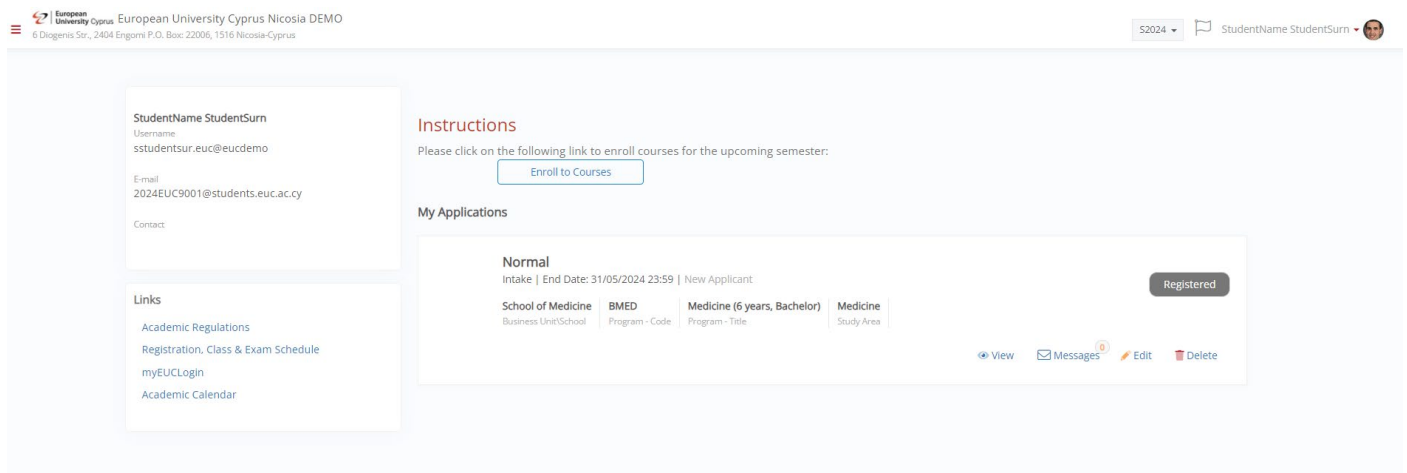 European
University Cyprus
European University Cyprus Nicosia DEMO
6 Diogenis Str., 2404 Engomi P.O. Box: 22006, 1516 Nicosia-Cyprus
S2024
StudentName StudentSurn
StudentName StudentSurn
Username
sstudentsur.euc@eucdemo
E-mail
2024EUC9001@students.euc.ac.cy
Contact
Links
Academic Regulations
Registration, Class & Exam Schedule
myEUCLogin
Academic Calendar
Instructions
Please click on the following link to enroll courses for the upcoming semester:
Enroll to Courses
My Applications
Normal
Intake | End Date: 31/05/2024 23:59 | New Applicant
Registered
School of Medicine BMED Medicine (6 years, Bachelor) Medicine
Business Unit\School Program - Code Program - Title Study Area
View Messages 0 Edit Delete